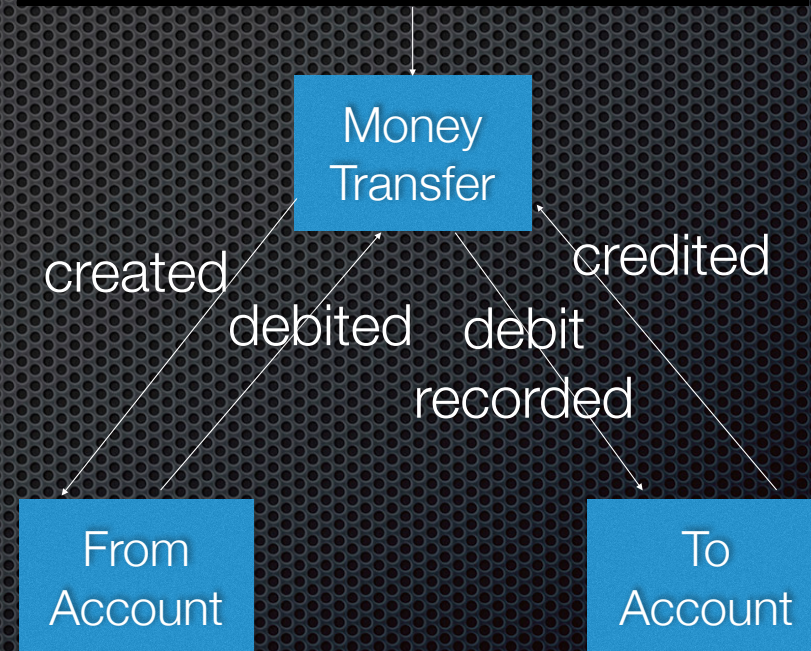 Money
Transfer
created
credited
debited
debit
recorded
From
Account
To
Account